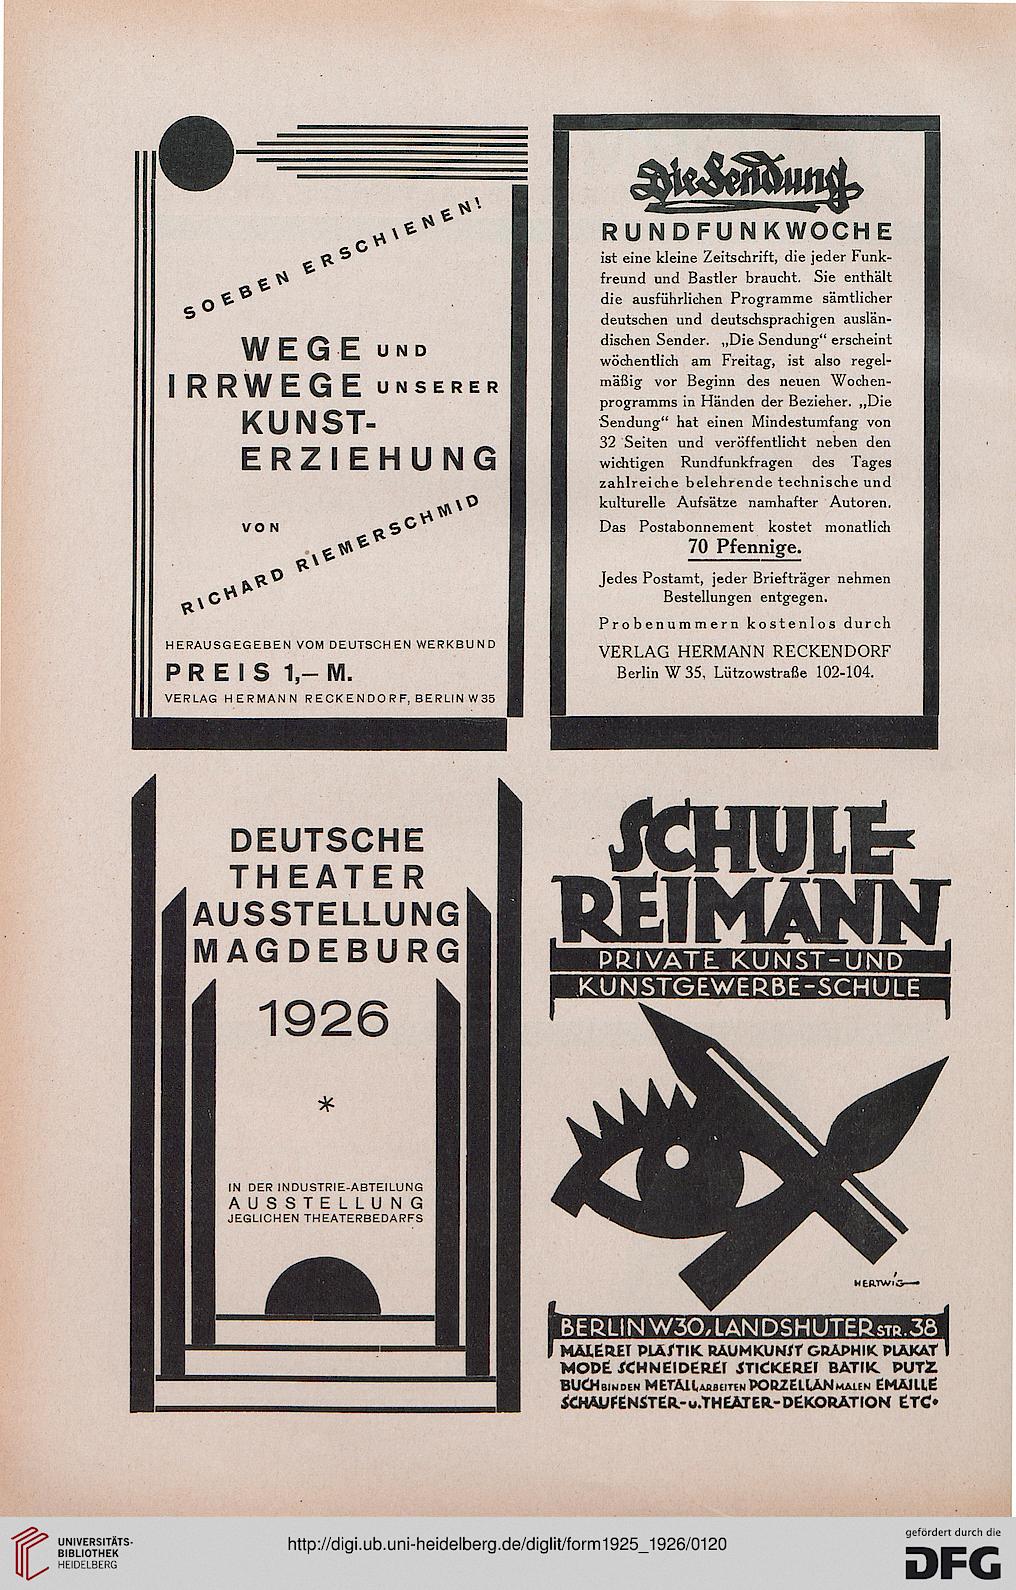 SOEBEN ERSCHIENEN!
WEGE UND
IRRWEGE UNSERER
KUNST-
ERZIEHUNG
VON
RICHARD RIEMERSCHMID
HERAUSGEGEBEN VOM DEUTSCHEN WERKBUND
PREIS 1,— M.
VERLAG HERMANN RECKENDORF, BERLIN W 35
Die Sendung
RUNDFUNKWOCHE
ist eine kleine Zeitschrift, die jeder Funk-
freund und Bastler braucht. Sie enthält
die ausführlichen Programme sämtlicher
deutschen und deutschsprachigen auslän-
dischen Sender. „Die Sendung“ erscheint
wöchentlich am Freitag, ist also regel-
mäßig vor Beginn des neuen Wochen-
programms in Händen der Bezieher. „Die
Sendung“ hat einen Mindestumfang von
32 Seiten und veröffentlicht neben den
wichtigen Rundfunkfragen des Tages
zahlreiche belehrende technische und
kulturelle Aufsätze namhafter Autoren.
Das Postabonnement kostet monatlich
70 Pfennige.
Jedes Postamt, jeder Briefträger nehmen
Bestellungen entgegen.
Probenummern kostenlos durch
VERLAG HERMANN RECKENDORF
Berlin W 35, Lützowstraße 102-104.
DEUTSCHE
THEATER
AUSSTELLUNG
MAGDEBURG
1926
*
IN DER INDUSTRIE-ABTEILUNG
AUSSTELLUNG
JEGLICHEN THEATERBEDARFS
SCHULE
REIMANN
PRIVATE KUNST-UND
KUNSTGEWERBE-SCHULE
HERTWIG
BERLIN W30, LANDSHUTER STR. 38
MALEREI PLASTIK RAUMKUNST GRAPHIK PLAKAT
MODE SCHNEIDEREI STICKEREI BATIK PUTZ
BUCHBINDEN METALLARBEITEN PORZELLANMALEN EMAILLE
SCHAUFENSTER-u.THEATER-DEKORATION ETC.
UNIVERSITÄTS-
BIBLIOTHEK
HEIDELBERG
http://digi.ub.uni-heidelberg.de/diglit/form1925_1926/0120
gefördert durch die
DFG